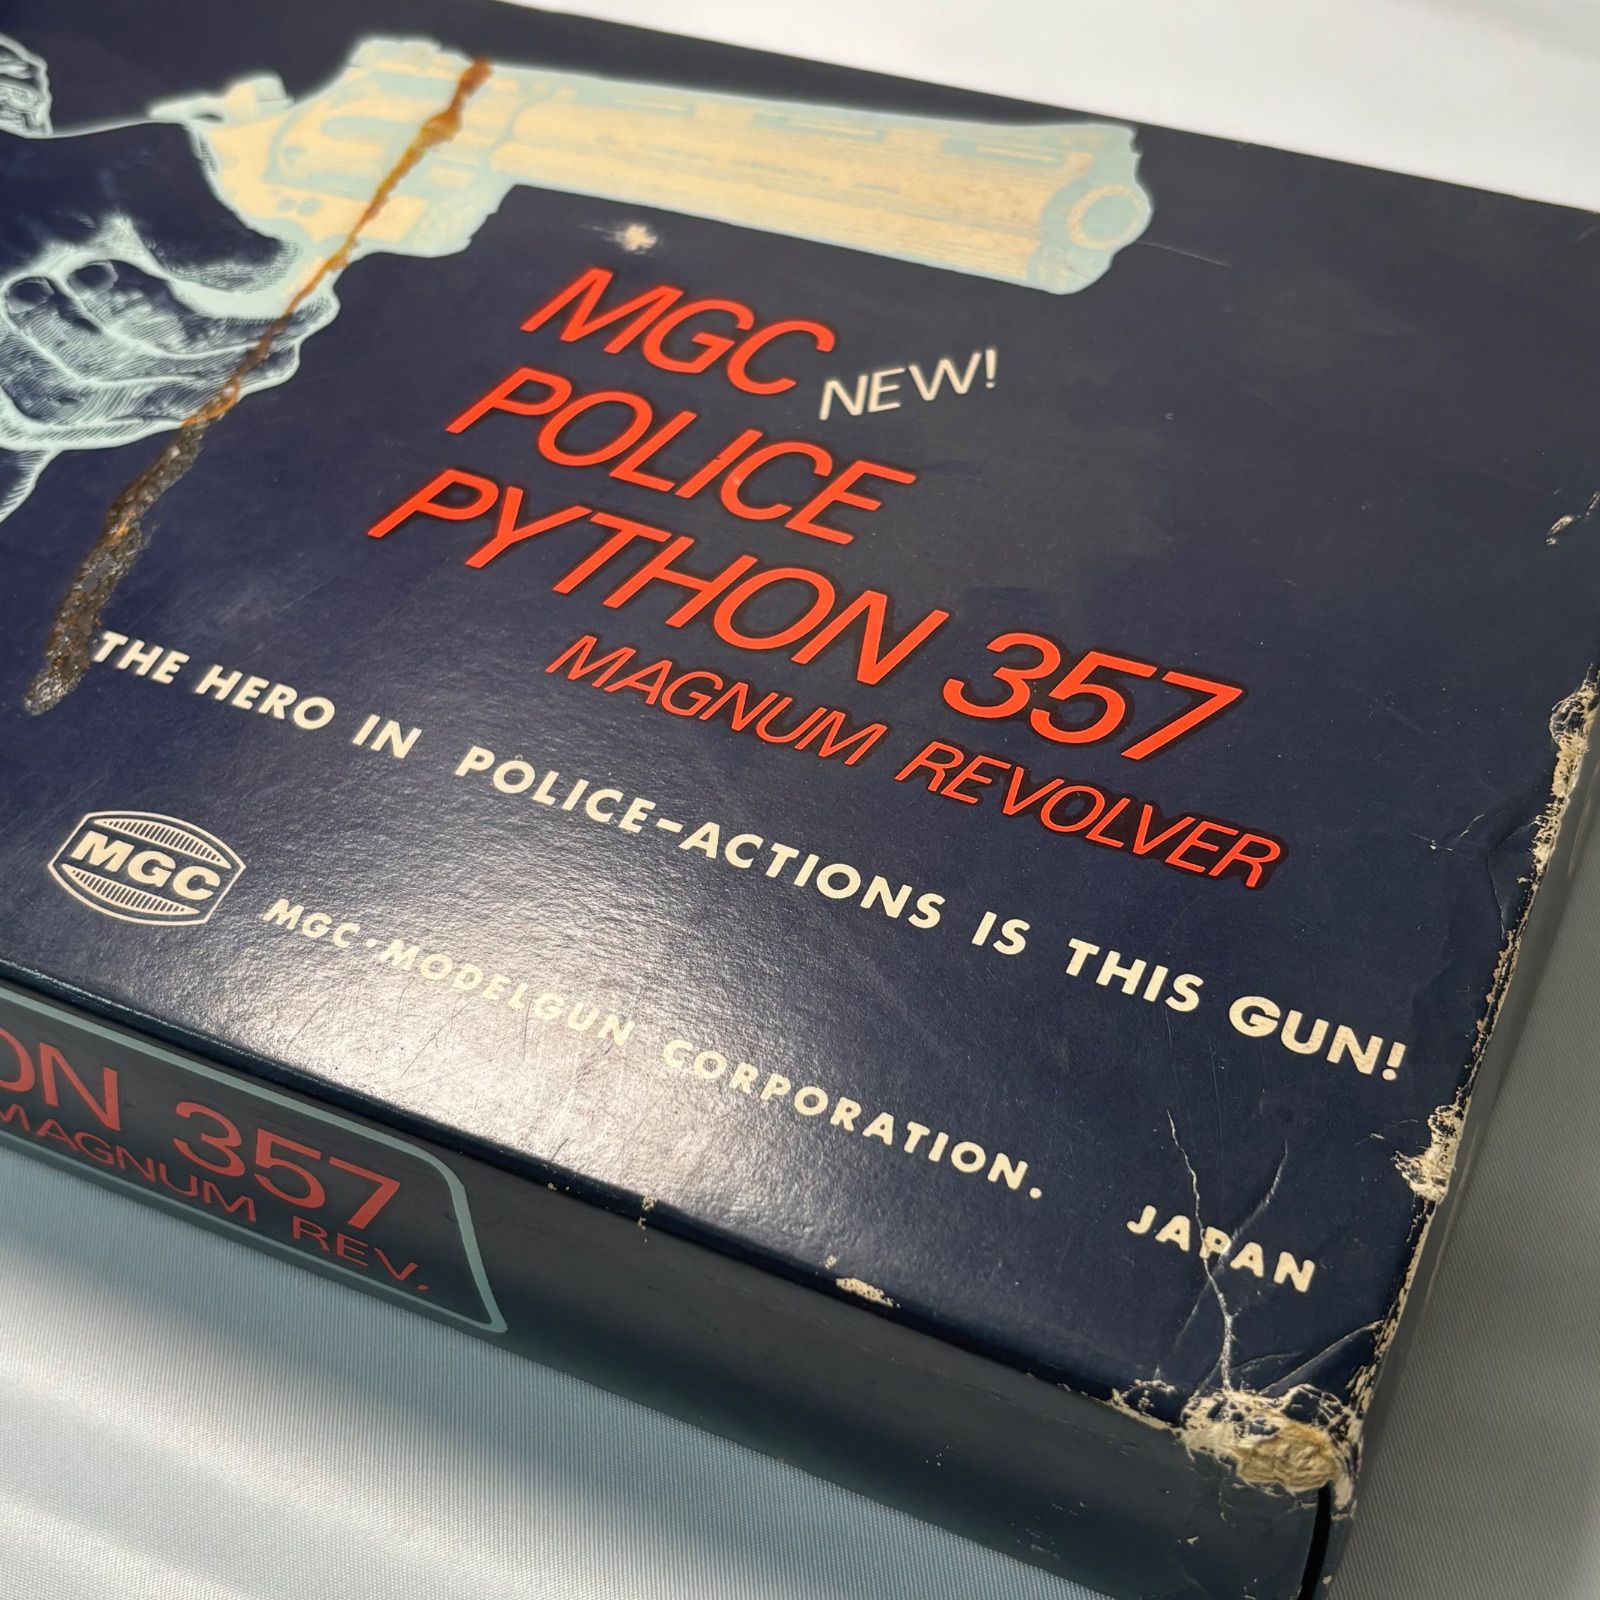 MGC NEW!
POLICE
PYTHON 357
MAGNUM REVOLVER
THE HERO IN POLICE-ACTIONS IS THIS GUN!
MGC
MGC·MODELGUN CORPORATION. JAPAN
ON 357
MAGNUM REV.